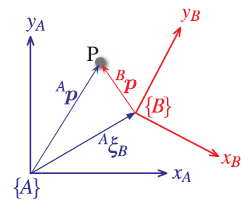 y_B
y_A
P
^A p
^B p
{B}
^A ξ_B
x_B
x_A
{A}